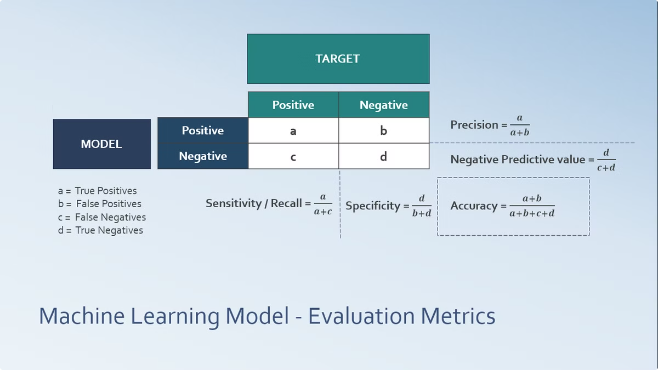 TARGET
Positive Negative
MODEL
Positive a b
Negative c d
Precision = a/a+b
Negative Predictive value = d/c+d
a = True Positives
b = False Positives
c = False Negatives
d = True Negatives
Sensitivity / Recall = a/a+c
Specificity = d/b+d
Accuracy = a+b/a+b+c+d
Machine Learning Model - Evaluation Metrics